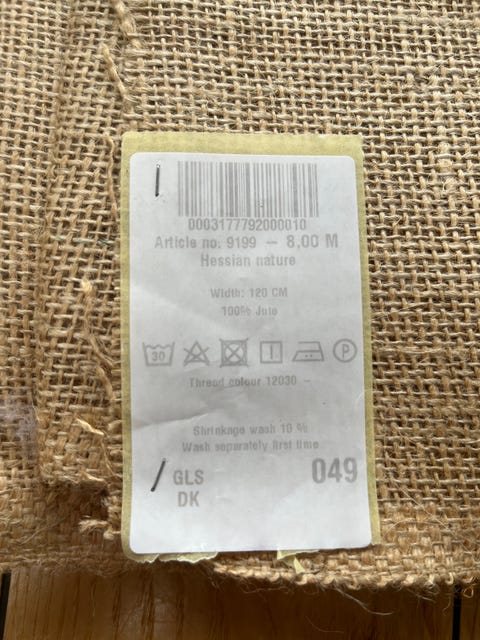 0003177792000010
Article no: 9199 – 8,00 M
Hessian nature
Width: 120 CM
100% Jute
30 P
Thread colour 12030 –
Shrinkage wash 10 %
Wash separately first time
GLS 049
DK